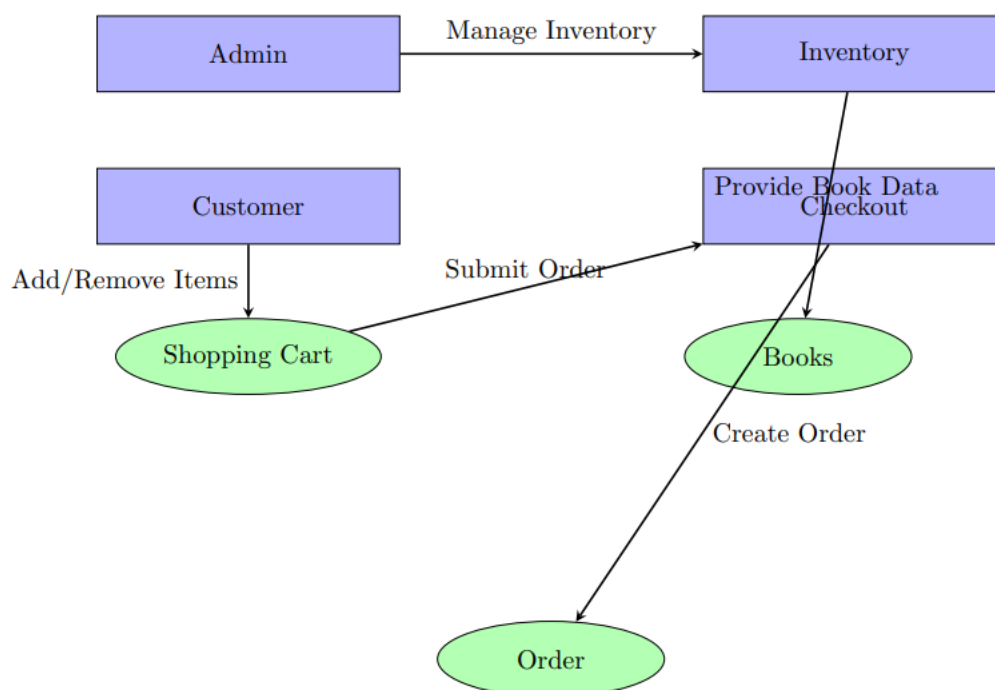 Manage Inventory
Admin
Inventory
Provide Book Data
Customer
Checkout
Submit Order
Add/Remove Items
Shopping Cart
Books
Create Order
Order